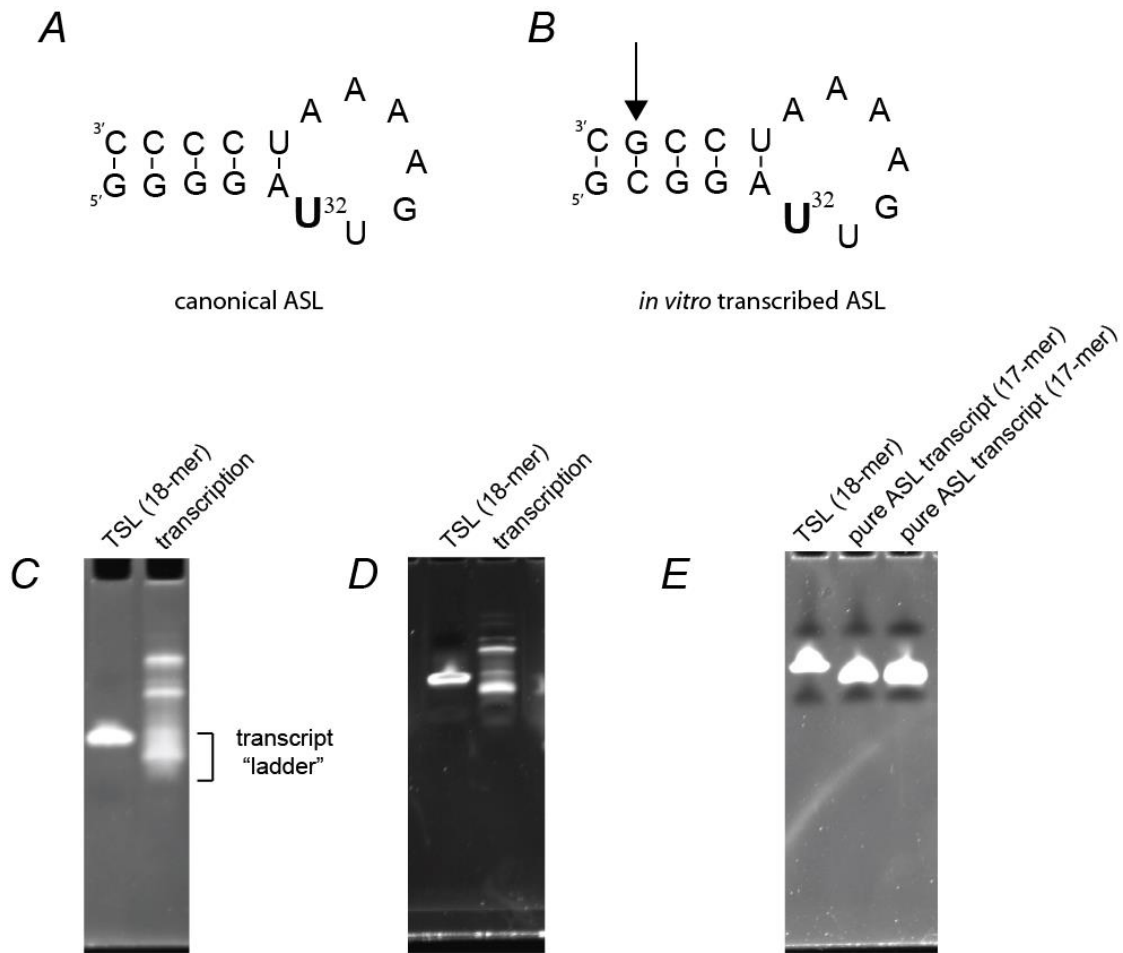 A
B
A A A A G U U³²
3' C C C C U
5' G G G G A
A A A A G U U³²
3' C G C C U
5' G C G G A
canonical ASL
in vitro transcribed ASL
C
TSL (18-mer)
transcription
transcript
“ladder”
D
TSL (18-mer)
transcription
E
TSL (18-mer)
pure ASL transcript (17-mer)
pure ASL transcript (17-mer)